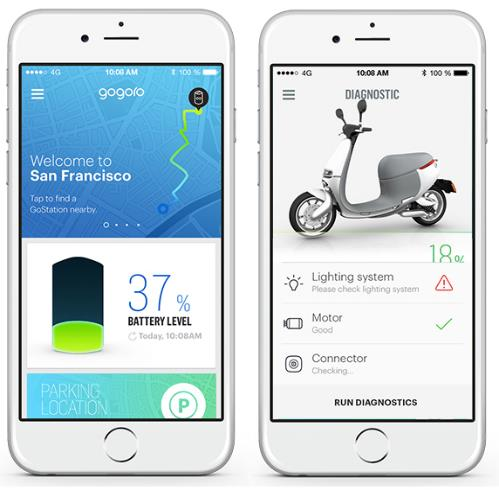 4G
10:08 AM
100 %
gogoro
Welcome to
San Francisco
Tap to find a
GoStation nearby.
37 %
BATTERY LEVEL
Today, 10:08AM
PARKING
LOCATION
P
4G
10:08 AM
100 %
DIAGNOSTIC
18%
Lighting system
Please check lighting system
Motor
Good
Connector
Checking...
RUN DIAGNOSTICS